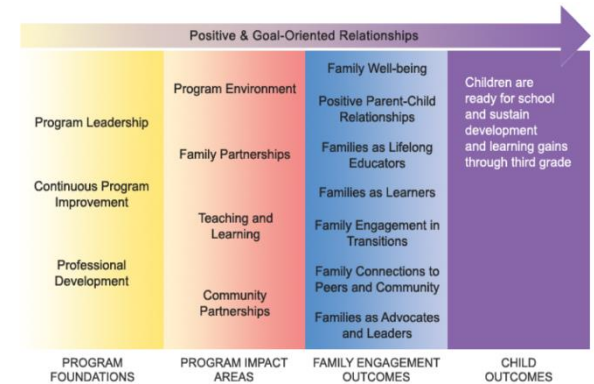 Positive & Goal-Oriented Relationships
Program Leadership
Continuous Program
Improvement
Professional
Development
Program Environment
Family Partnerships
Teaching and
Learning
Community
Partnerships
Family Well-being
Positive Parent-Child
Relationships
Families as Lifelong
Educators
Families as Learners
Family Engagement in
Transitions
Family Connections to
Peers and Community
Families as Advocates
and Leaders
Children are
ready for school
and sustain
development
and learning gains
through third grade
PROGRAM
FOUNDATIONS
PROGRAM IMPACT
AREAS
FAMILY ENGAGEMENT
OUTCOMES
CHILD
OUTCOMES